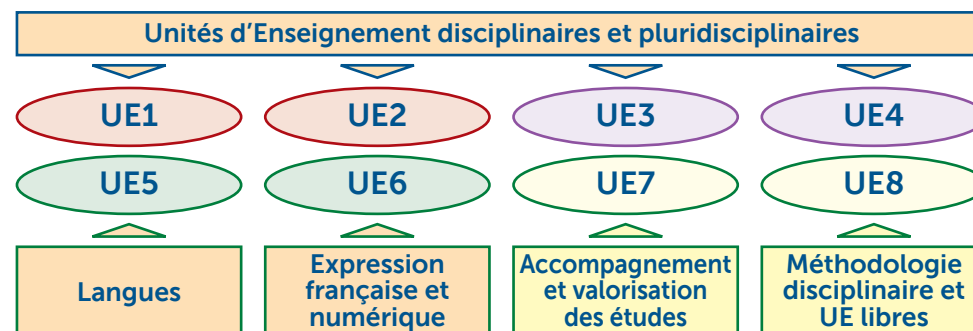 Unités d’Enseignement disciplinaires et pluridisciplinaires
UE1
UE2
UE3
UE4
UE5
UE6
UE7
UE8
Langues
Expression
française et
numérique
Accompagnement
et valorisation
des études
Méthodologie
disciplinaire et
UE libres